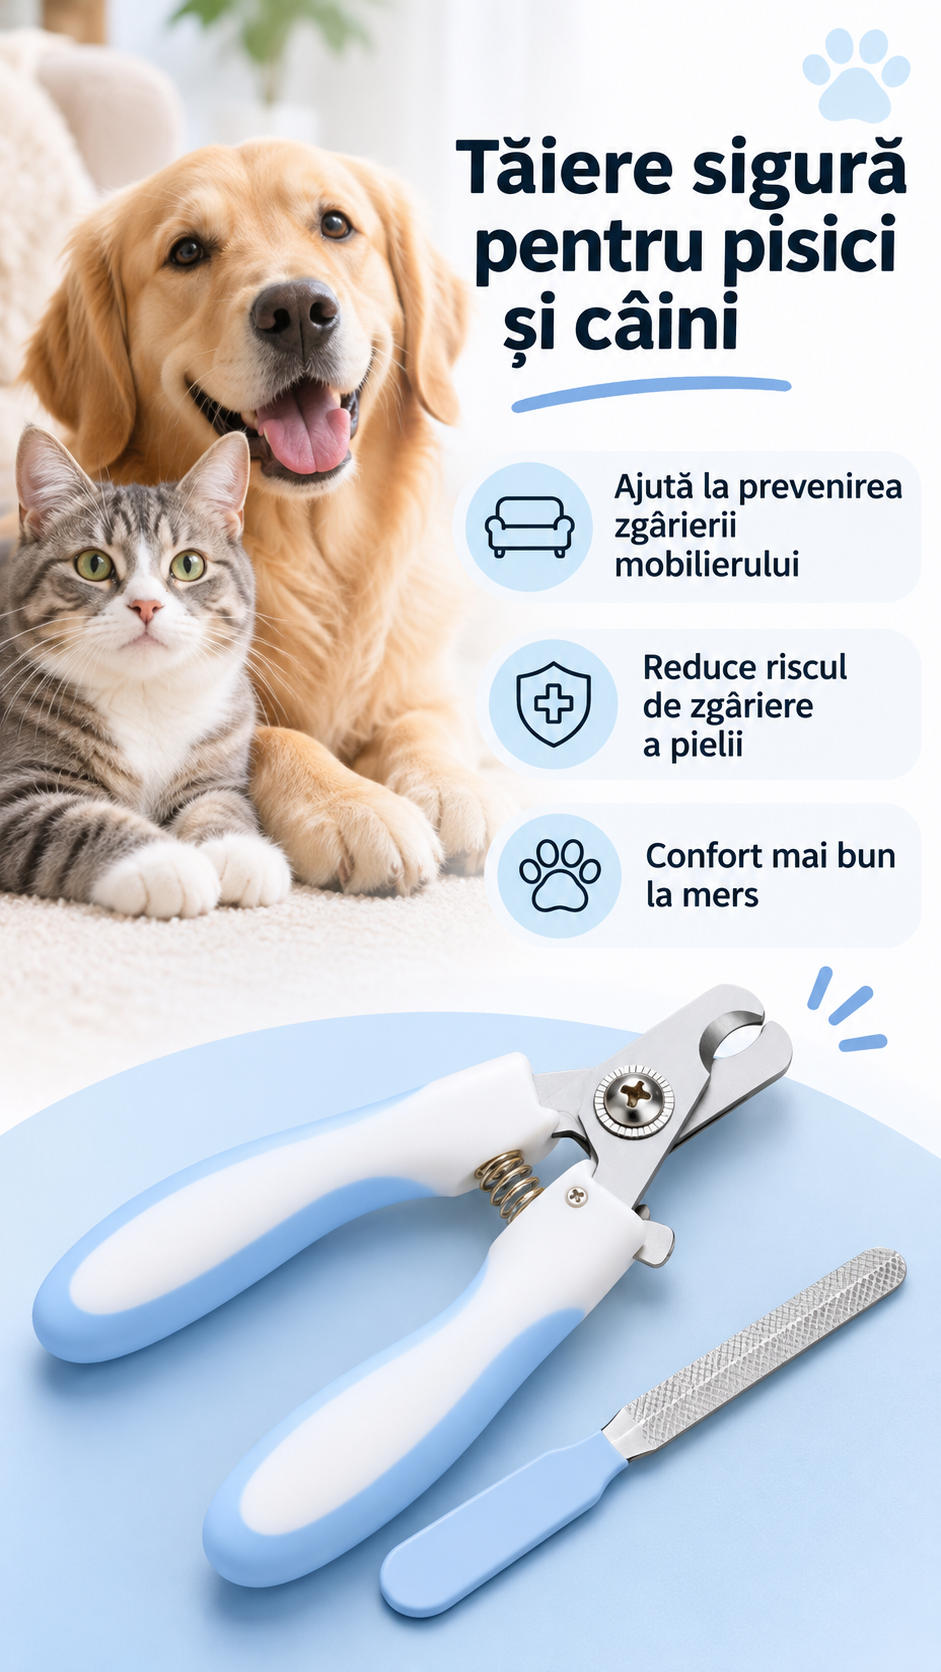 Tăiere sigură
pentru pisici
și câini
Ajută la prevenirea
zgârierii
mobilierului
Reduce riscul
de zgâriere
a pielii
Confort mai bun
la mers